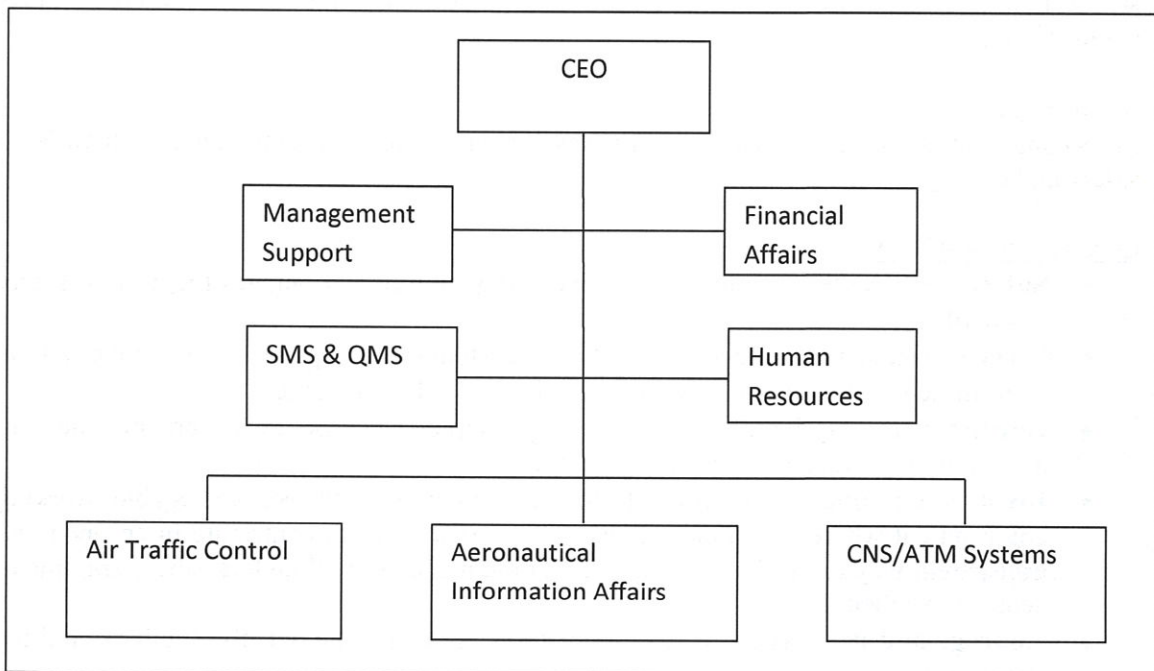 CEO
Management
Support
Financial
Affairs
SMS & QMS
Human
Resources
Air Traffic Control
Aeronautical
Information Affairs
CNS/ATM Systems